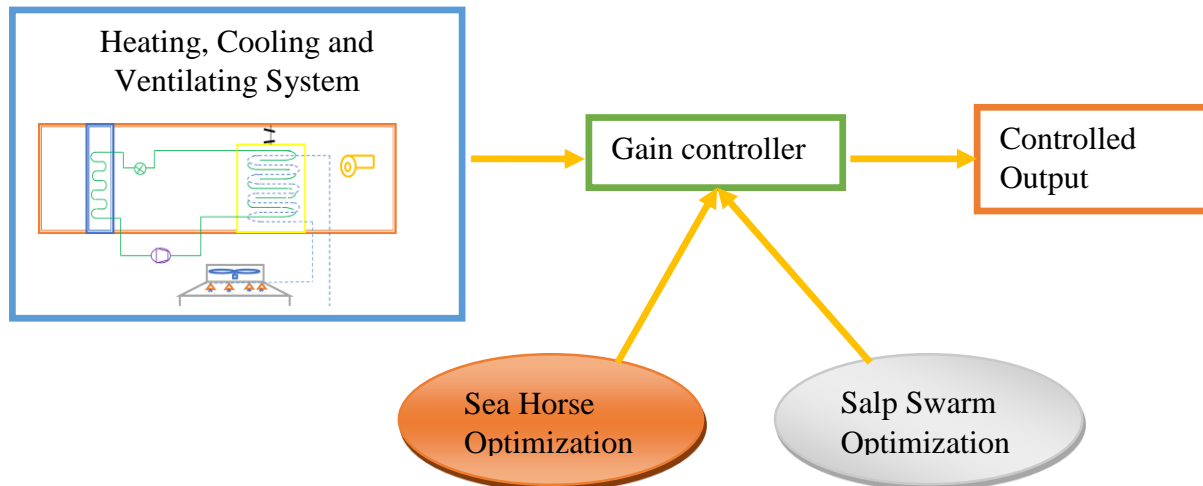 Heating, Cooling and
Ventilating System
Gain controller
Controlled
Output
Sea Horse
Optimization
Salp Swarm
Optimization